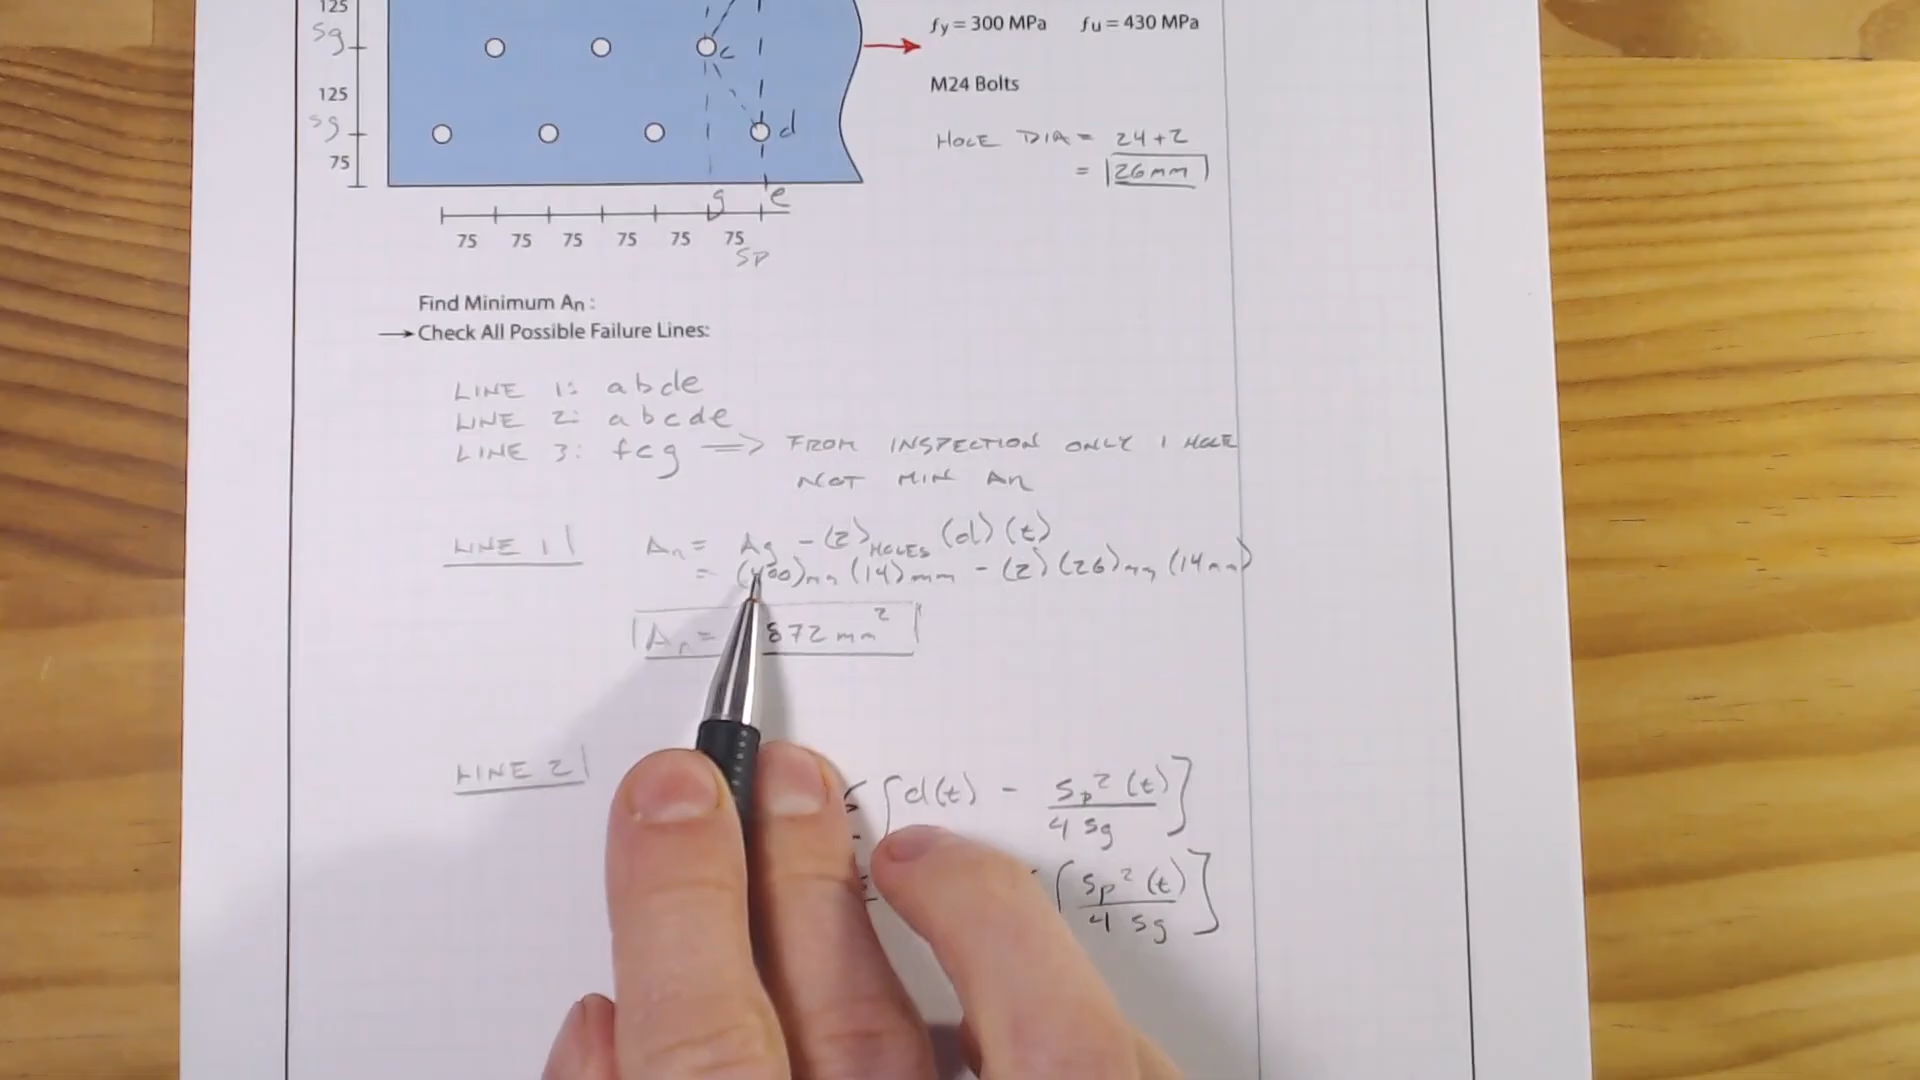 125
Sg
fy = 300 MPa fu = 430 MPa
c
M24 Bolts
125
Sg
d
HOLE DIA = 24+2
75
= 26mm
g e
75 75 75 75 75 75
SP
Find Minimum An :
→ Check All Possible Failure Lines:
LINE 1: abde
LINE 2: abcde
LINE 3: fcg ⟹ FROM INSPECTION ONLY 1 HOLE
NOT MIN An
LINE 1 An = Ag - (2)HOLES (d) (t)
= (400)mm (14)mm - (2) (26)mm (14mm)
An = 872 mm²
LINE 2 [d(t) - Sp² (t) / 4 Sg]
[Sp² (t) / 4 Sg]